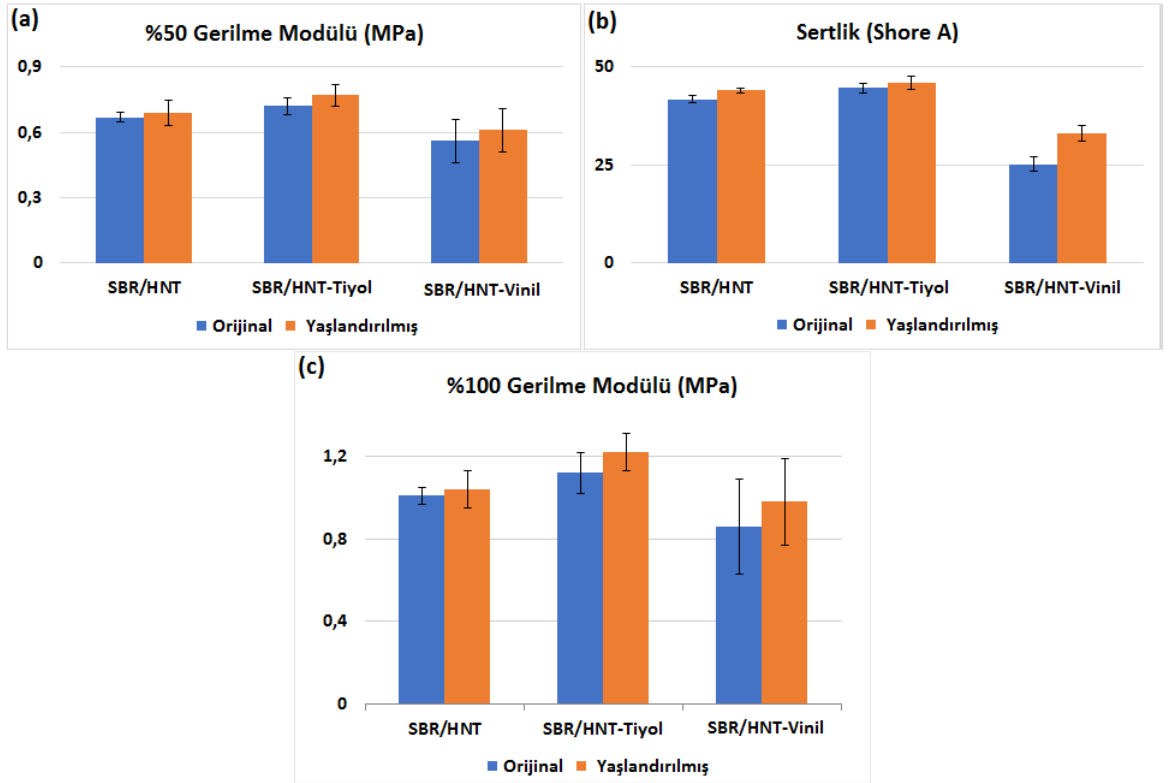 (a)
%50 Gerilme Modülü (MPa)
0,9
0,6
0,3
0
SBR/HNT
SBR/HNT-Tiyol
SBR/HNT-Vinil
Orijinal
Yaşlandırılmış
(b)
Sertlik (Shore A)
50
25
0
SBR/HNT
SBR/HNT-Tiyol
SBR/HNT-Vinil
Orijinal
Yaşlandırılmış
(c)
%100 Gerilme Modülü (MPa)
1,2
0,8
0,4
0
SBR/HNT
SBR/HNT-Tiyol
SBR/HNT-Vinil
Orijinal
Yaşlandırılmış